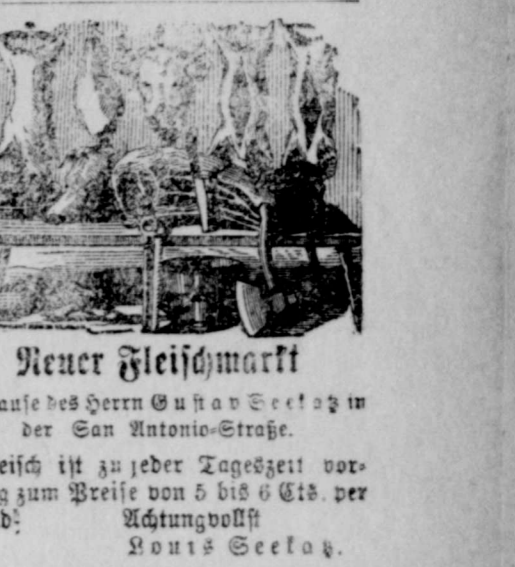 Neuer Fleischmarkt
ause des Herrn Gustav Seekatz in
der San Antonio-Straße.
eisch ist zu jeder Tageszeit vor-
g zum Preise von 5 bis 6 Cts. per
d: Achtungvollst
Louis Seekatz.